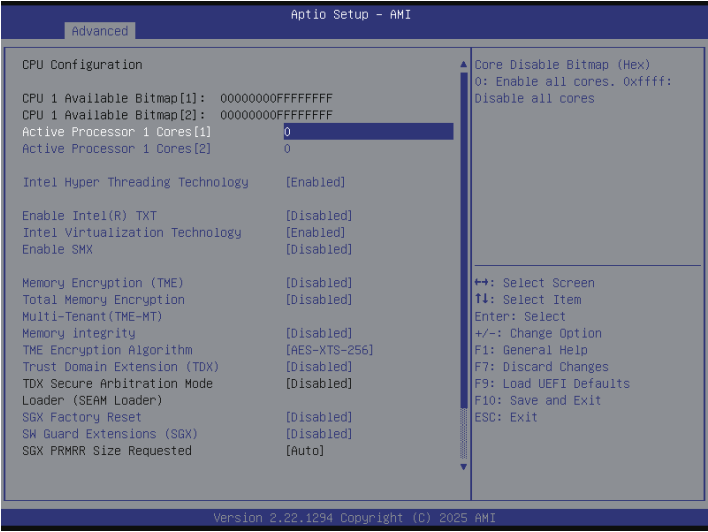 Aptio Setup – AMI
Advanced
CPU Configuration
CPU 1 Available Bitmap[1]: 00000000FFFFFFFF
CPU 1 Available Bitmap[2]: 00000000FFFFFFFF
Active Processor 1 Cores[1] 0
Active Processor 1 Cores[2] 0
Intel Hyper Threading Technology [Enabled]
Enable Intel(R) TXT [Disabled]
Intel Virtualization Technology [Enabled]
Enable SMX [Disabled]
Memory Encryption (TME) [Disabled]
Total Memory Encryption [Disabled]
Multi-Tenant(TME-MT)
Memory integrity [Disabled]
TME Encryption Algorithm [AES-XTS-256]
Trust Domain Extension (TDX) [Disabled]
TDX Secure Arbitration Mode [Disabled]
Loader (SEAM Loader)
SGX Factory Reset [Disabled]
SW Guard Extensions (SGX) [Disabled]
SGX PRMRR Size Requested [Auto]
Core Disable Bitmap (Hex)
0: Enable all cores. 0xffff:
Disable all cores
↔: Select Screen
↑↓: Select Item
Enter: Select
+/-: Change Option
F1: General Help
F7: Discard Changes
F9: Load UEFI Defaults
F10: Save and Exit
ESC: Exit
Version 2.22.1294 Copyright (C) 2025 AMI